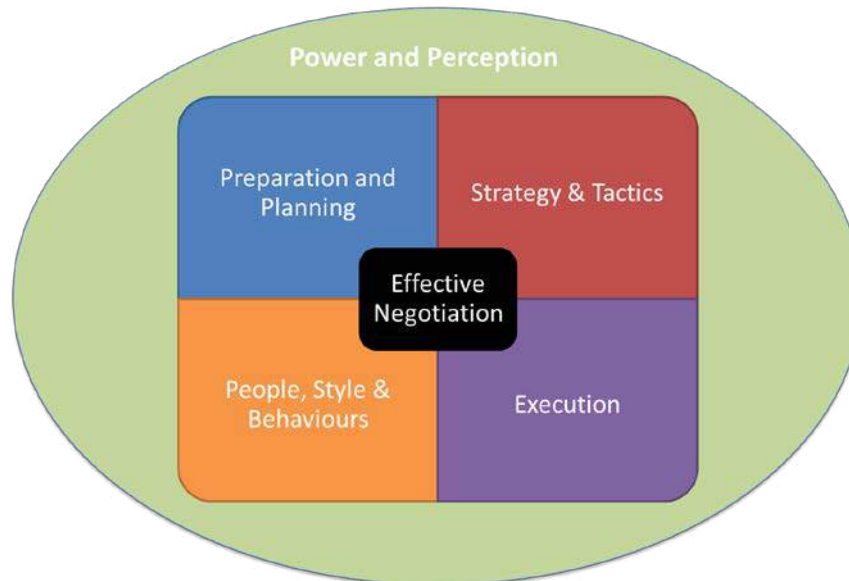 Power and Perception
Preparation and
Planning
Strategy & Tactics
Effective
Negotiation
People, Style &
Behaviours
Execution